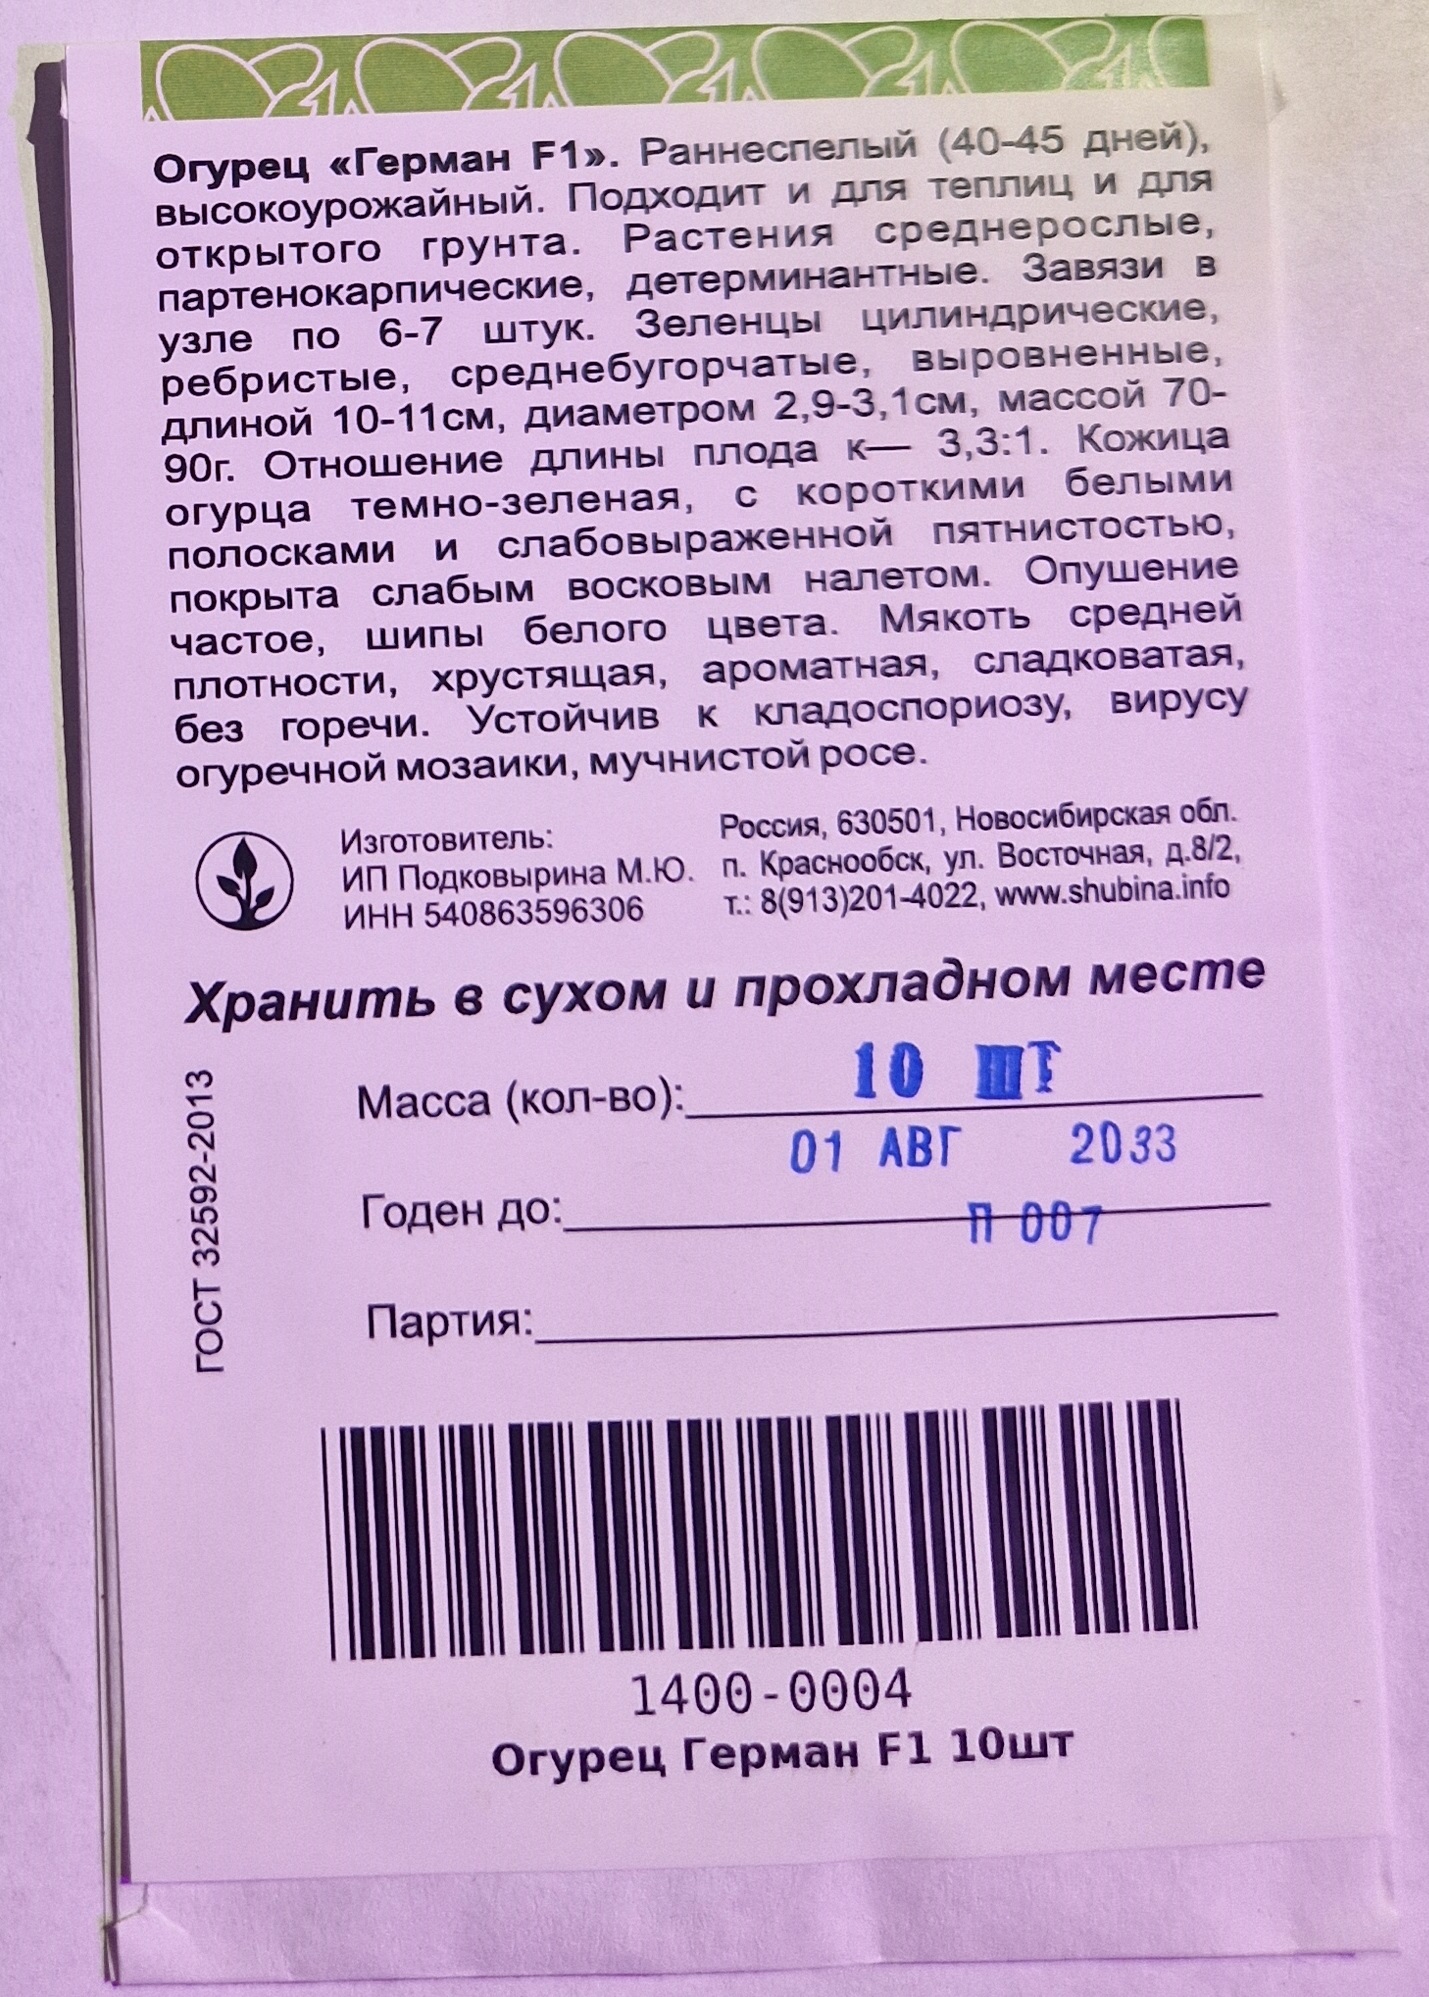 Огурец «Герман F1». Раннеспелый (40-45 дней),
высокоурожайный. Подходит и для теплиц и для
открытого грунта. Растения среднерослые,
партенокарпические, детерминантные. Завязи в
узле по 6-7 штук. Зеленцы цилиндрические,
ребристые, среднебугорчатые, выровненные,
длиной 10-11см, диаметром 2,9-3,1см, массой 70-
90г. Отношение длины плода к— 3,3:1. Кожица
огурца темно-зеленая, с короткими белыми
полосками и слабовыраженной пятнистостью,
покрыта слабым восковым налетом. Опушение
частое, шипы белого цвета. Мякоть средней
плотности, хрустящая, ароматная, сладковатая,
без горечи. Устойчив к кладоспориозу, вирусу
огуречной мозаики, мучнистой росе.
Изготовитель:
ИП Подковырина М.Ю.
ИНН 540863596306
Россия, 630501, Новосибирская обл.
п. Краснообск, ул. Восточная, д.8/2,
т.: 8(913)201-4022, www.shubina.info
Хранить в сухом и прохладном месте
ГОСТ 32592-2013
Масса (кол-во): 10 ШТ
01 АВГ 2033
Годен до:
П 007
Партия:
1400-0004
Огурец Герман F1 10шт